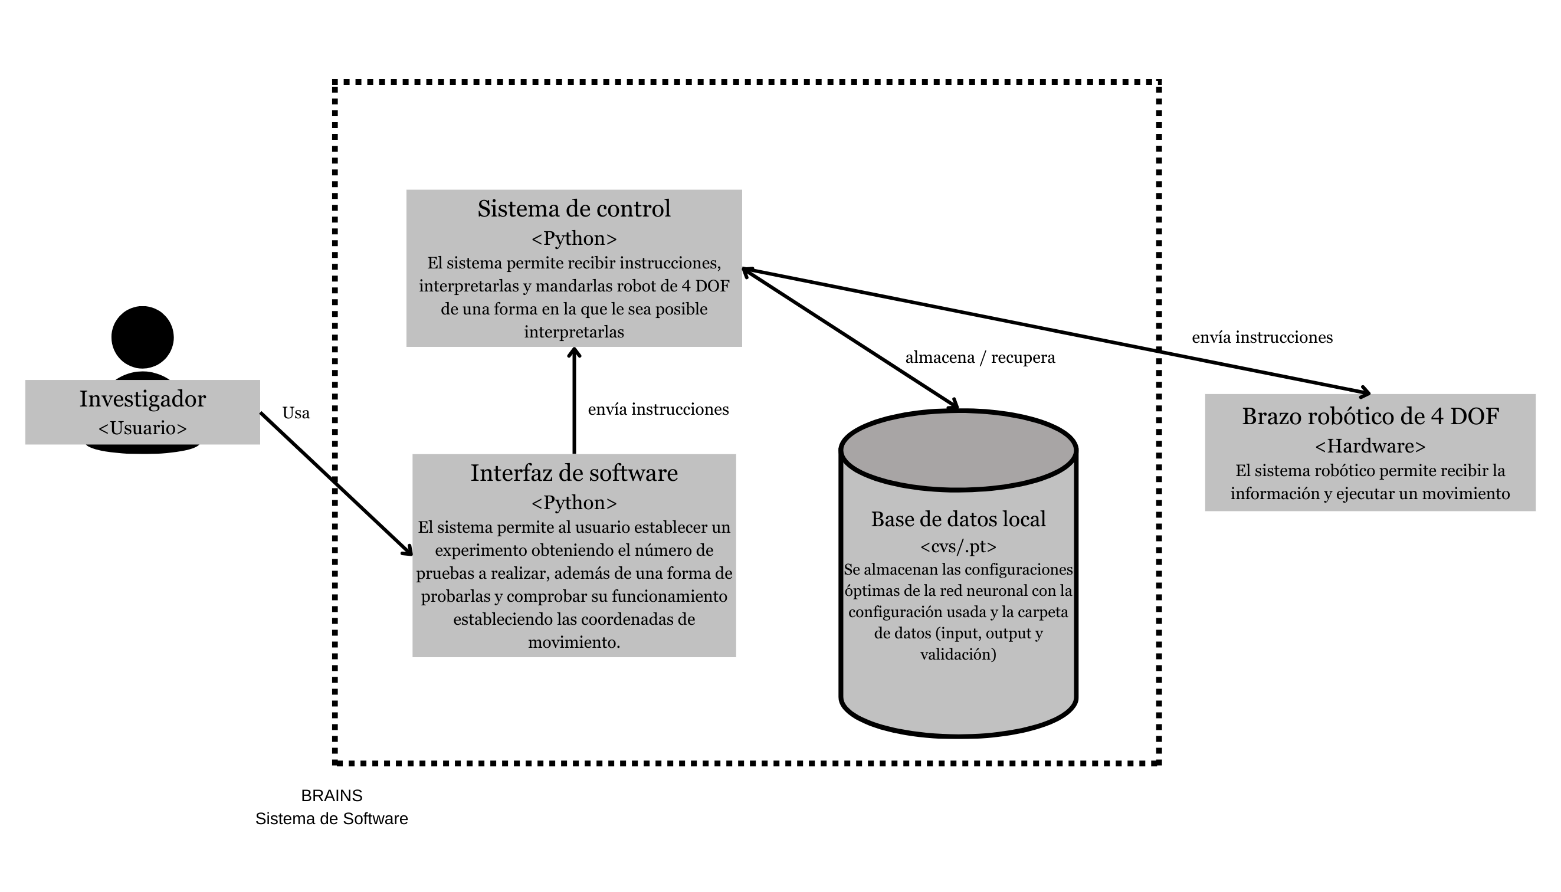 Sistema de control
<Python>
El sistema permite recibir instrucciones,
interpretarlas y mandarlas robot de 4 DOF
de una forma en la que le sea posible
interpretarlas
envía instrucciones
almacena / recupera
Investigador
<Usuario>
Usa
envía instrucciones
Brazo robótico de 4 DOF
<Hardware>
El sistema robótico permite recibir la
información y ejecutar un movimiento
Interfaz de software
<Python>
El sistema permite al usuario establecer un
experimento obteniendo el número de
pruebas a realizar, además de una forma de
probarlas y comprobar su funcionamiento
estableciendo las coordenadas de
movimiento.
Base de datos local
<cvs/.pt>
Se almacenan las configuraciones
óptimas de la red neuronal con la
configuración usada y la carpeta
de datos (input, output y
validación)
BRAINS
Sistema de Software